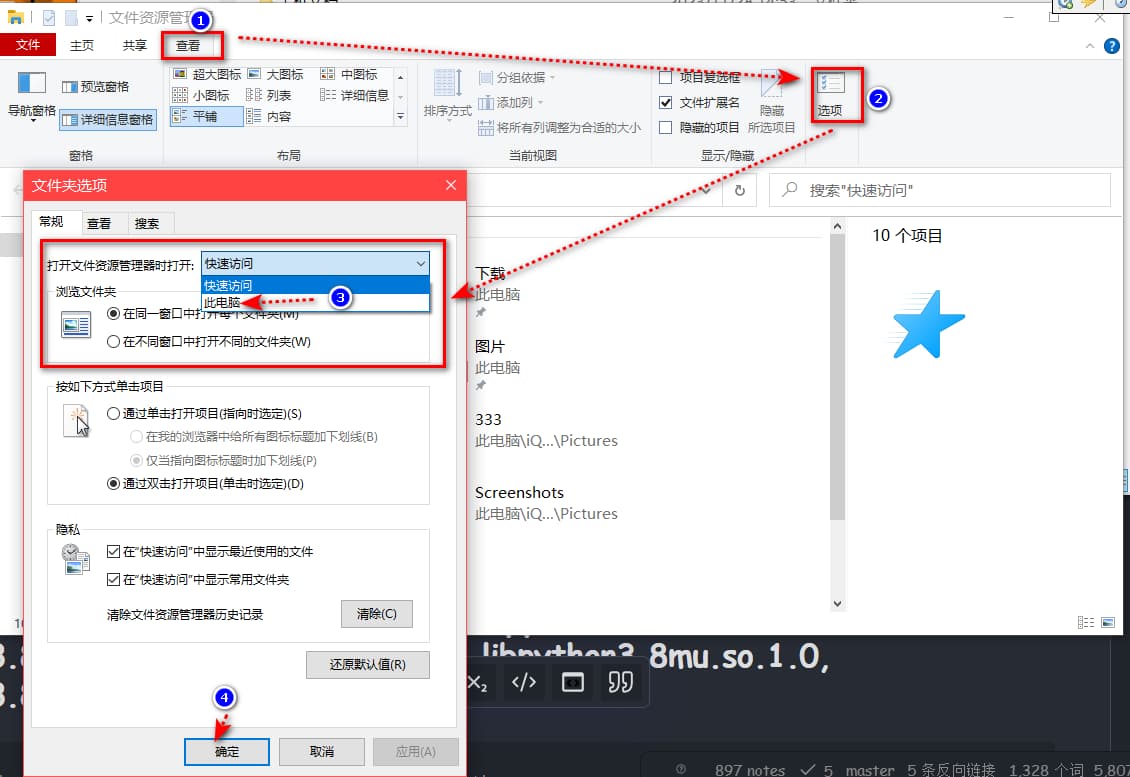 文件资源管理
1
文件
主页
共享
查看
导航窗格
预览窗格
详细信息窗格
窗格
超大图标
大图标
中图标
小图标
列表
详细信息
平铺
内容
布局
排序方式
分组依据
添加列
将所有列调整为合适的大小
当前视图
项目复选框
文件扩展名
隐藏的项目
隐藏
所选项目
显示/隐藏
选项
2
搜索"快速访问"
文件夹选项
常规
查看
搜索
打开文件资源管理器时打开:
快速访问
快速访问
此电脑
3
浏览文件夹
在同一窗口中打开每个文件夹(M)
在不同窗口中打开不同的文件夹(W)
按如下方式单击项目
通过单击打开项目(指向时选定)(S)
在我的浏览器中给所有图标标题加下划线(B)
仅当指向图标标题时加下划线(P)
通过双击打开项目(单击时选定)(D)
隐私
在"快速访问"中显示最近使用的文件
在"快速访问"中显示常用文件夹
清除文件资源管理器历史记录
清除(C)
还原默认值(R)
4
确定
取消
应用(A)
下载
此电脑
图片
此电脑
333
此电脑\iQ...\Pictures
Screenshots
此电脑\iQ...\Pictures
10 个项目
libpython3.8mu.so.1.0,
897 notes
5
master
5 条反向链接
1,328 个词
5,807